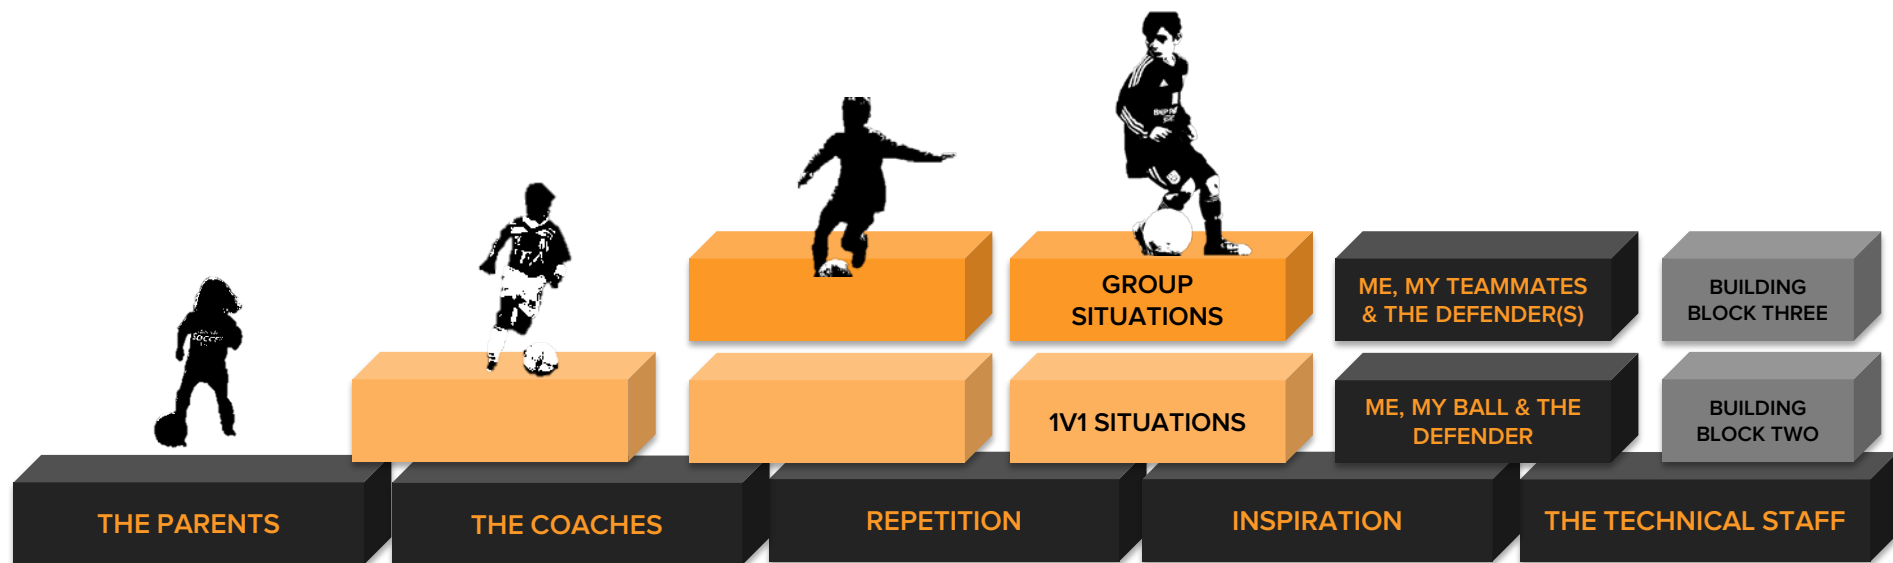 GROUP
SITUATIONS
ME, MY TEAMMATES
& THE DEFENDER(S)
BUILDING
BLOCK THREE
1V1 SITUATIONS
ME, MY BALL & THE
DEFENDER
BUILDING
BLOCK TWO
THE PARENTS
THE COACHES
REPETITION
INSPIRATION
THE TECHNICAL STAFF